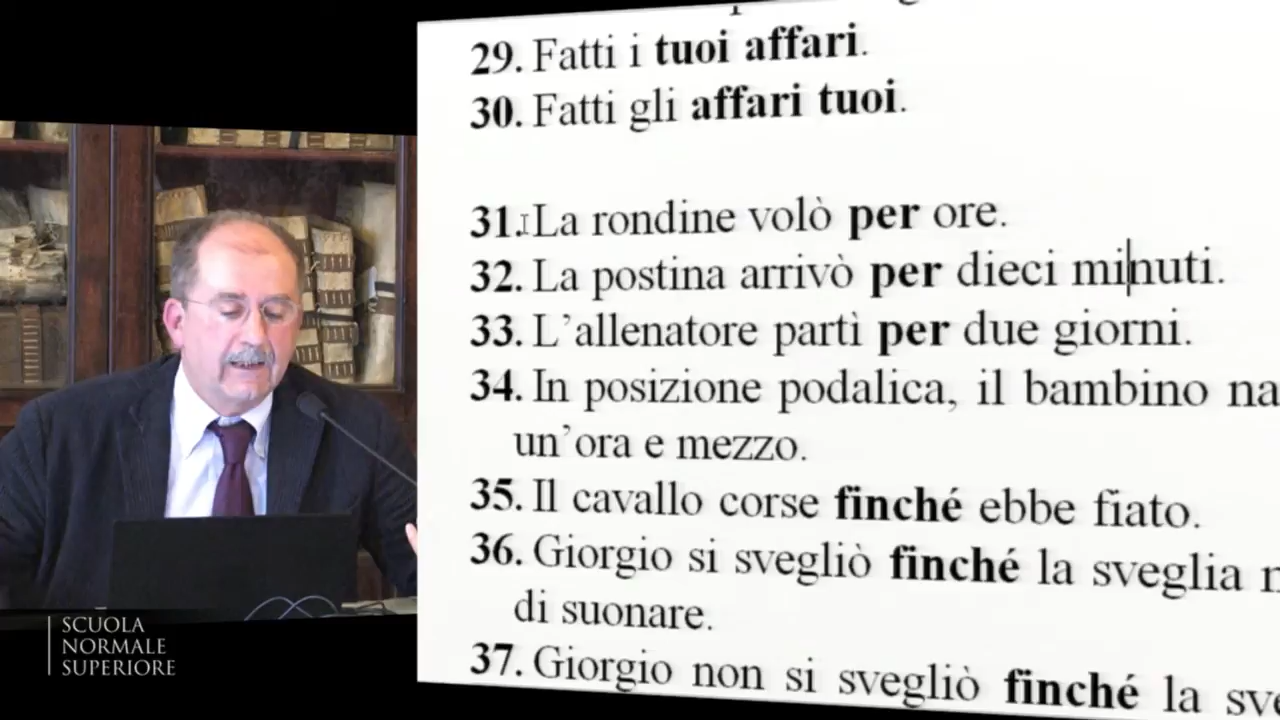 29. Fatti i tuoi affari.
30. Fatti gli affari tuoi.
31. La rondine volò per ore.
32. La postina arrivò per dieci minuti.
33. L’allenatore partì per due giorni.
34. In posizione podalica, il bambino na
un’ora e mezzo.
35. Il cavallo corse finché ebbe fiato.
36. Giorgio si svegliò finché la sveglia
di suonare.
37. Giorgio non si svegliò finché la sve
SCUOLA
NORMALE
SUPERIORE